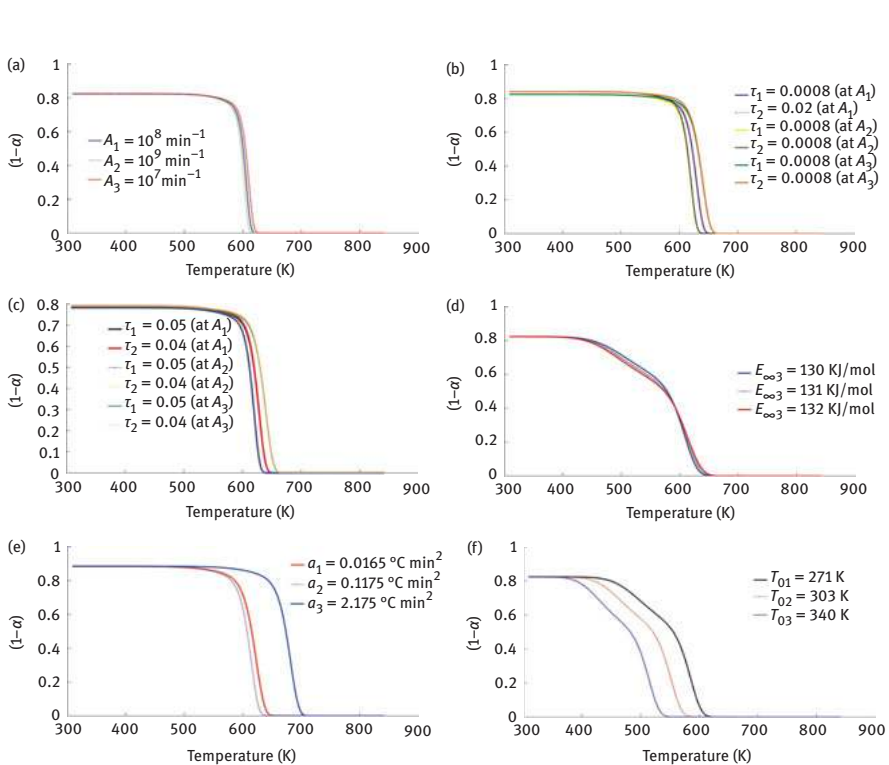 (a)
1
0.8
0.6
0.4
0.2
0
(1–α)
A1 = 10^8 min^−1
A2 = 10^9 min^−1
A3 = 10^7 min^−1
300 400 500 600 700 800 900
Temperature (K)
(b)
1
0.8
0.6
0.4
0.2
0
(1–α)
τ1 = 0.0008 (at A1)
τ2 = 0.02 (at A1)
τ1 = 0.0008 (at A2)
τ2 = 0.0008 (at A2)
τ1 = 0.0008 (at A3)
τ2 = 0.0008 (at A3)
300 400 500 600 700 800 900
Temperature (K)
(c)
0.8
0.7
0.6
0.5
0.4
0.3
0.2
0.1
0
(1–α)
τ1 = 0.05 (at A1)
τ2 = 0.04 (at A1)
τ1 = 0.05 (at A2)
τ2 = 0.04 (at A2)
τ1 = 0.05 (at A3)
τ2 = 0.04 (at A3)
300 400 500 600 700 800 900
Temperature (K)
(d)
1
0.8
0.6
0.4
0.2
0
(1–α)
E∞3 = 130 KJ/mol
E∞3 = 131 KJ/mol
E∞3 = 132 KJ/mol
300 400 500 600 700 800 900
Temperature (K)
(e)
1
0.8
0.6
0.4
0.2
0
(1–α)
a1 = 0.0165 °C min^2
a2 = 0.1175 °C min^2
a3 = 2.175 °C min^2
300 400 500 600 700 800 900
Temperature (K)
(f)
1
0.8
0.6
0.4
0.2
0
(1–α)
T01 = 271 K
T02 = 303 K
T03 = 340 K
300 400 500 600 700 800 900
Temperature (K)